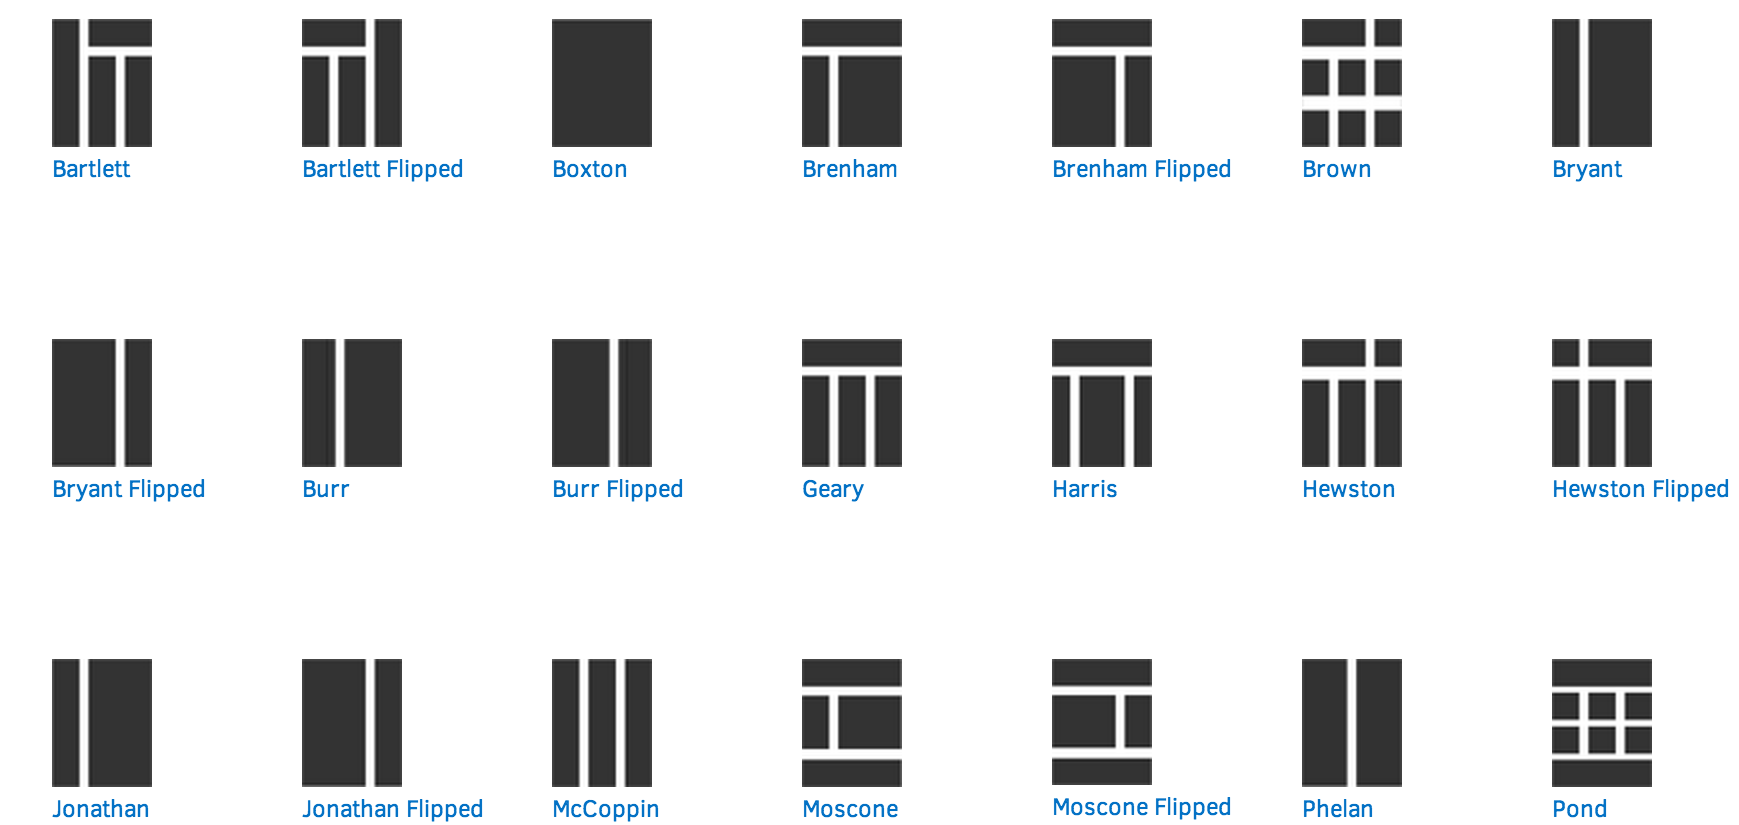 Bartlett
Bartlett Flipped
Boxton
Brenham
Brenham Flipped
Brown
Bryant
Bryant Flipped
Burr
Burr Flipped
Geary
Harris
Hewston
Hewston Flipped
Jonathan
Jonathan Flipped
McCoppin
Moscone
Moscone Flipped
Phelan
Pond